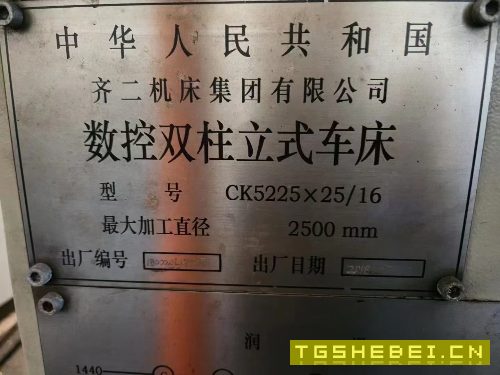 中华人民共和国
齐二机床集团有限公司
数控双柱立式车床
型号 CK5225×25/16
最大加工直径 2500 mm
出厂编号 出厂日期
润
1440
TGSHEBEI.CN